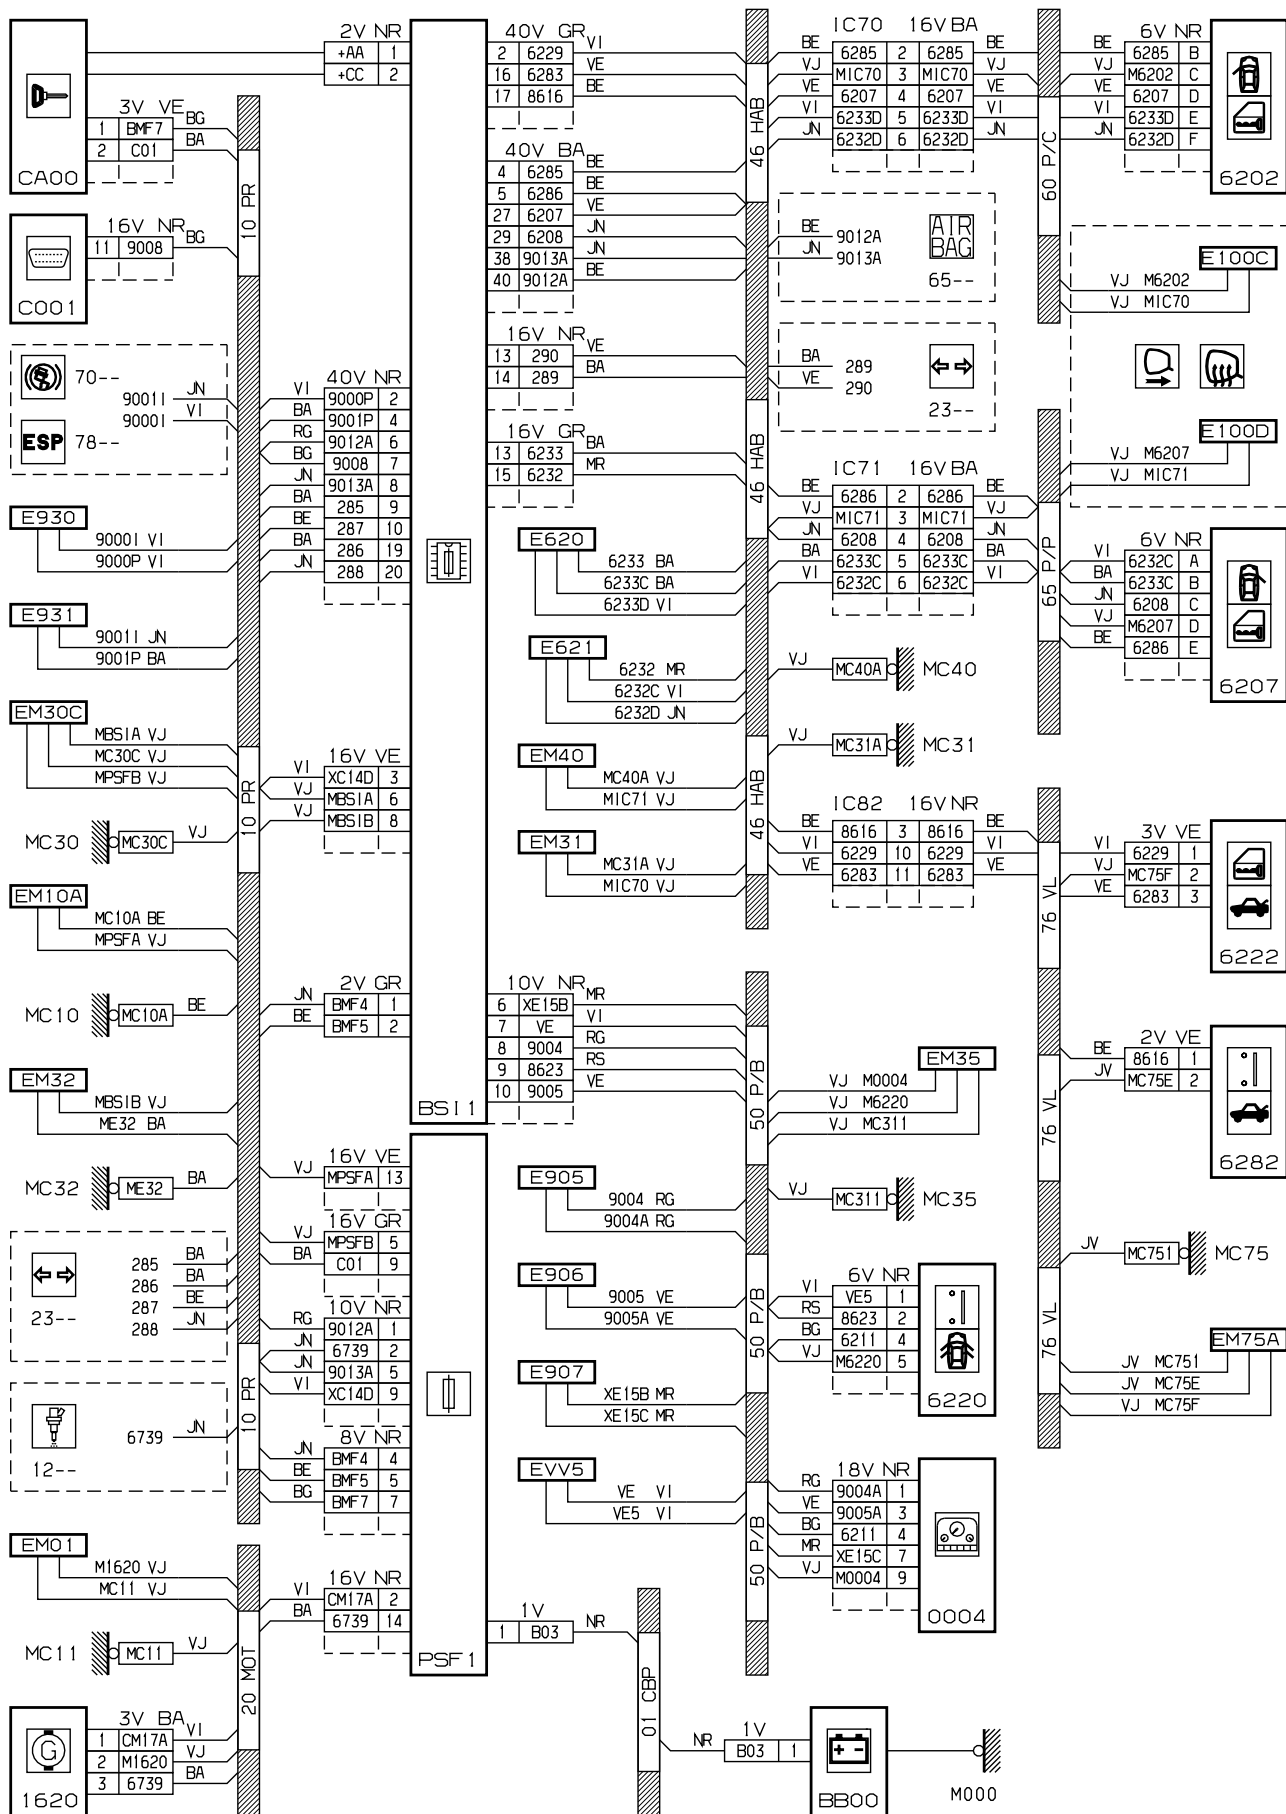 2V NR
+AA 1
+CC 2
3V VE
1 BMF7 BG
2 C01 BA
CA00
16V NR
11 9008 BG
C001
70--
9001I JN
9000I VI
ESP 78--
E930
9000I VI
9000P VI
E931
9001I JN
9001P BA
EM30C
MBSIA VJ
MC30C VJ
MPSFB VJ
MC30 MC30C VJ
EM10A
MC10A BE
MPSFA VJ
MC10 MC10A BE
EM32
MBSIB VJ
ME32 BA
MC32 ME32 BA
285 BA
286 BA
287 BE
288 JN
23--
6739 JN
12--
EM01
M1620 VJ
MC11 VJ
MC11 MC11 VJ
3V BA
1 CM17A VI
2 M1620 VJ
3 6739 BA
G
1620
10 PR
10 PR
10 PR
20 MOT
40V NR
VI 9000P 2
BA 9001P 4
RG 9012A 6
BG 9008 7
JN 9013A 8
BA 285 9
BE 287 10
BA 286 19
JN 288 20
16V VE
VI XC14D 3
VJ MBSIA 6
VJ MBSIB 8
2V GR
JN BMF4 1
BE BMF5 2
BSI1
16V VE
VJ MPSFA 13
16V GR
VJ MPSFB 5
BA C01 9
10V NR
RG 9012A 1
JN 6739 2
JN 9013A 5
VI XC14D 9
8V NR
JN BMF4 4
BE BMF5 5
BG BMF7 7
16V NR
VI CM17A 2
BA 6739 14
PSF1
40V GR
2 6229 VI
16 6283 VE
17 8616 BE
40V BA
4 6285 BE
5 6286 BE
27 6207 VE
29 6208 JN
38 9013A JN
40 9012A BE
16V NR
13 290 VE
14 289 BA
16V GR
13 6233 BA
15 6232 MR
E620
6233 BA
6233C BA
6233D VI
E621
6232 MR
6232C VI
6232D JN
EM40
MC40A VJ
MIC71 VJ
EM31
MC31A VJ
MIC70 VJ
10V NR
6 XE15B MR
7 VE VI
8 9004 RG
9 8623 RS
10 9005 VE
E905
9004 RG
9004A RG
E906
9005 VE
9005A VE
E907
XE15B MR
XE15C MR
EVV5
VE VI
VE5 VI
1V
1 B03 NR
01 CBP
46 HAB
46 HAB
46 HAB
50 P/B
50 P/B
50 P/B
IC70 16V BA
BE 6285 2 6285 BE
VJ MIC70 3 MIC70 VJ
VE 6207 4 6207 VE
VI 6233D 5 6233D VI
JN 6232D 6 6232D JN
BE 9012A
JN 9013A
AIR BAG
65--
BA 289
VE 290
23--
IC71 16V BA
BE 6286 2 6286 BE
VJ MIC71 3 MIC71 VJ
JN 6208 4 6208 JN
BA 6233C 5 6233C BA
VI 6232C 6 6232C VI
VJ MC40A MC40
VJ MC31A MC31
IC82 16V NR
BE 8616 3 8616 BE
VI 6229 10 6229 VI
VE 6283 11 6283 VE
EM35
VJ M0004
VJ M6220
VJ MC311
VJ MC311 MC35
6V NR
VI VE5 1
RS 8623 2
BG 6211 4
VJ M6220 5
6220
18V NR
RG 9004A 1
VE 9005A 3
BG 6211 4
MR XE15C 7
VJ M0004 9
0004
NR 1V
B03 1
BB00
M000
60 P/C
65 P/P
76 VL
76 VL
76 VL
6V NR
BE 6285 B
VJ M6202 C
VE 6207 D
VI 6233D E
JN 6232D F
6202
E100C
VJ M6202
VJ MIC70
E100D
VJ M6207
VJ MIC71
6V NR
VI 6232C A
BA 6233C B
JN 6208 C
VJ M6207 D
BE 6286 E
6207
3V VE
VI 6229 1
VJ MC75F 2
VE 6283 3
6222
2V VE
BE 8616 1
JV MC75E 2
6282
JV MC751 MC75
EM75A
JV MC751
JV MC75E
VJ MC75F